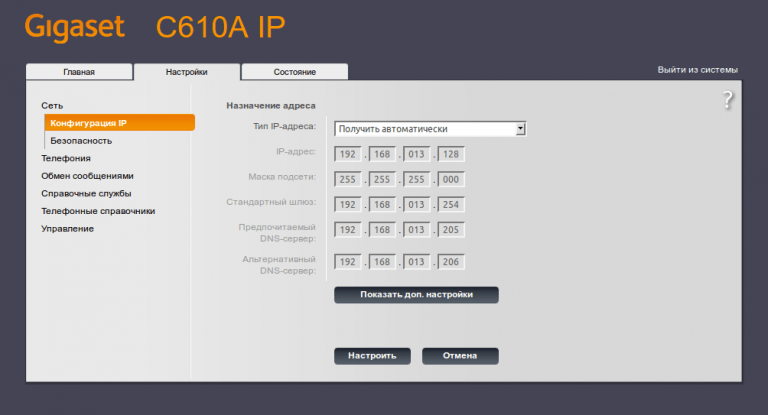 Gigaset C610A IP
Главная Настройки Состояние Выйти из системы
Сеть
Конфигурация IP
Безопасность
Телефония
Обмен сообщениями
Справочные службы
Телефонные справочники
Управление
?
Назначение адреса
Тип IP-адреса: Получить автоматически
IP-адрес: 192 . 168 . 013 . 128
Маска подсети: 255 . 255 . 255 . 000
Стандартный шлюз: 192 . 168 . 013 . 254
Предпочитаемый
DNS-сервер: 192 . 168 . 013 . 205
Альтернативный
DNS-сервер: 192 . 168 . 013 . 206
Показать доп. настройки
Настроить Отмена